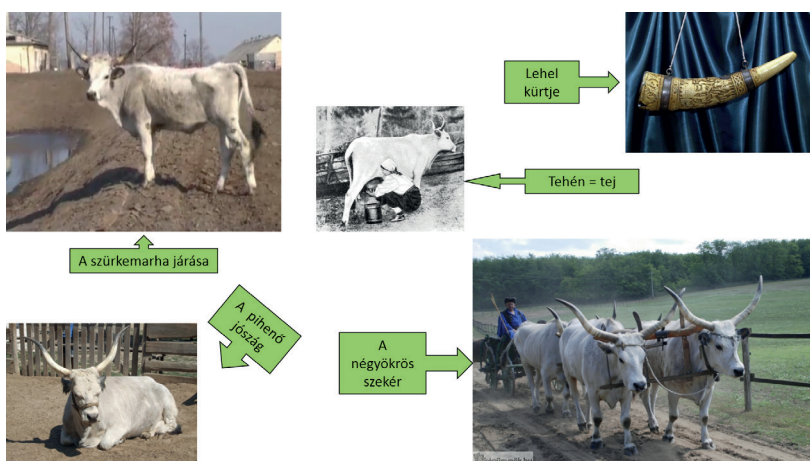 Lehel
kürtje
Tehén = tej
A szürkemarha járása
A pihenő
jószág
A
négyökrös
szekér